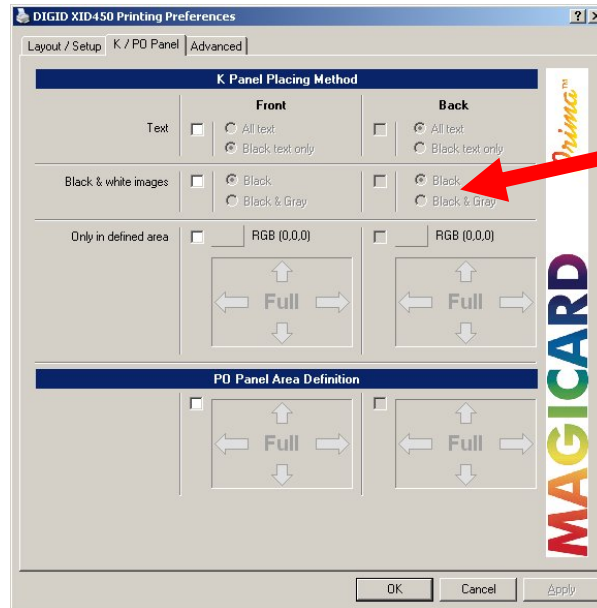 DIGID XID450 Printing Preferences
Layout / Setup K / PO Panel Advanced
K Panel Placing Method
Front Back
Text All text All text
Black text only Black text only
Black & white images Black Black
Black & Gray Black & Gray
Only in defined area RGB (0,0,0) RGB (0,0,0)
Full Full
PO Panel Area Definition
Full Full
OK Cancel Apply
Prima™
MAGICARD